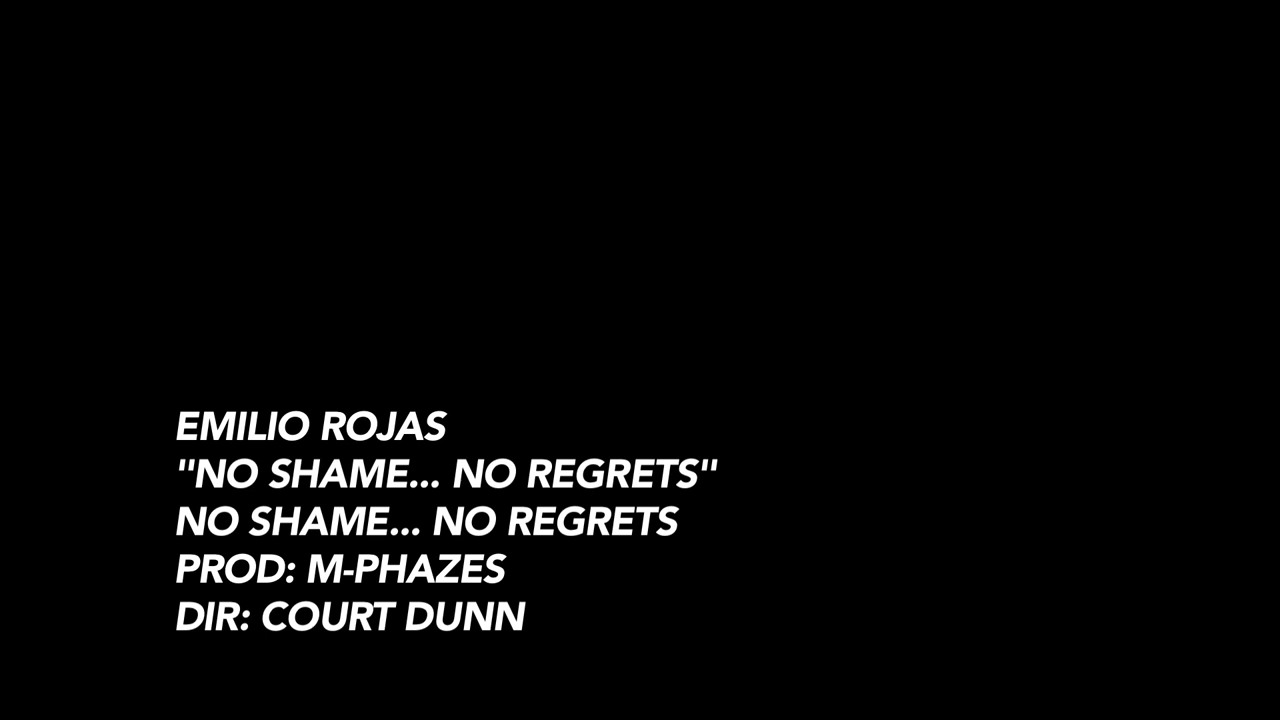 EMILIO ROJAS
"NO SHAME... NO REGRETS"
NO SHAME... NO REGRETS
PROD: M-PHAZES
DIR: COURT DUNN